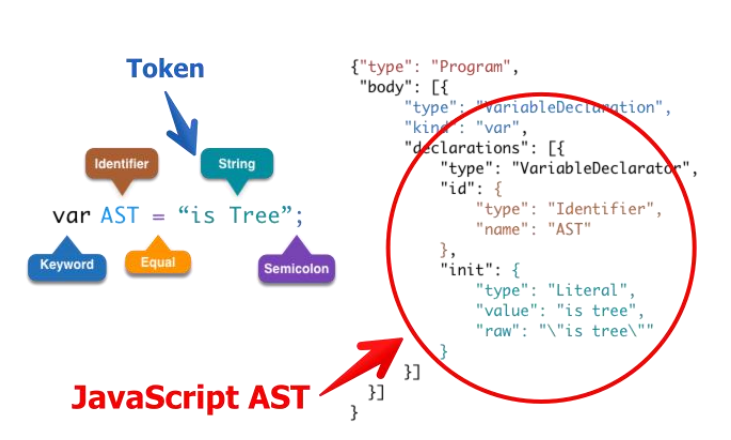 Token
Identifier
String
var AST = “is Tree”;
Keyword
Equal
Semicolon
JavaScript AST
{"type": "Program",
"body": [{
"type": "VariableDeclaration",
"kind": "var",
"declarations": [{
"type": "VariableDeclarator",
"id": {
"type": "Identifier",
"name": "AST"
},
"init": {
"type": "Literal",
"value": "is tree",
"raw": "\"is tree\""
}
}]
}]
}